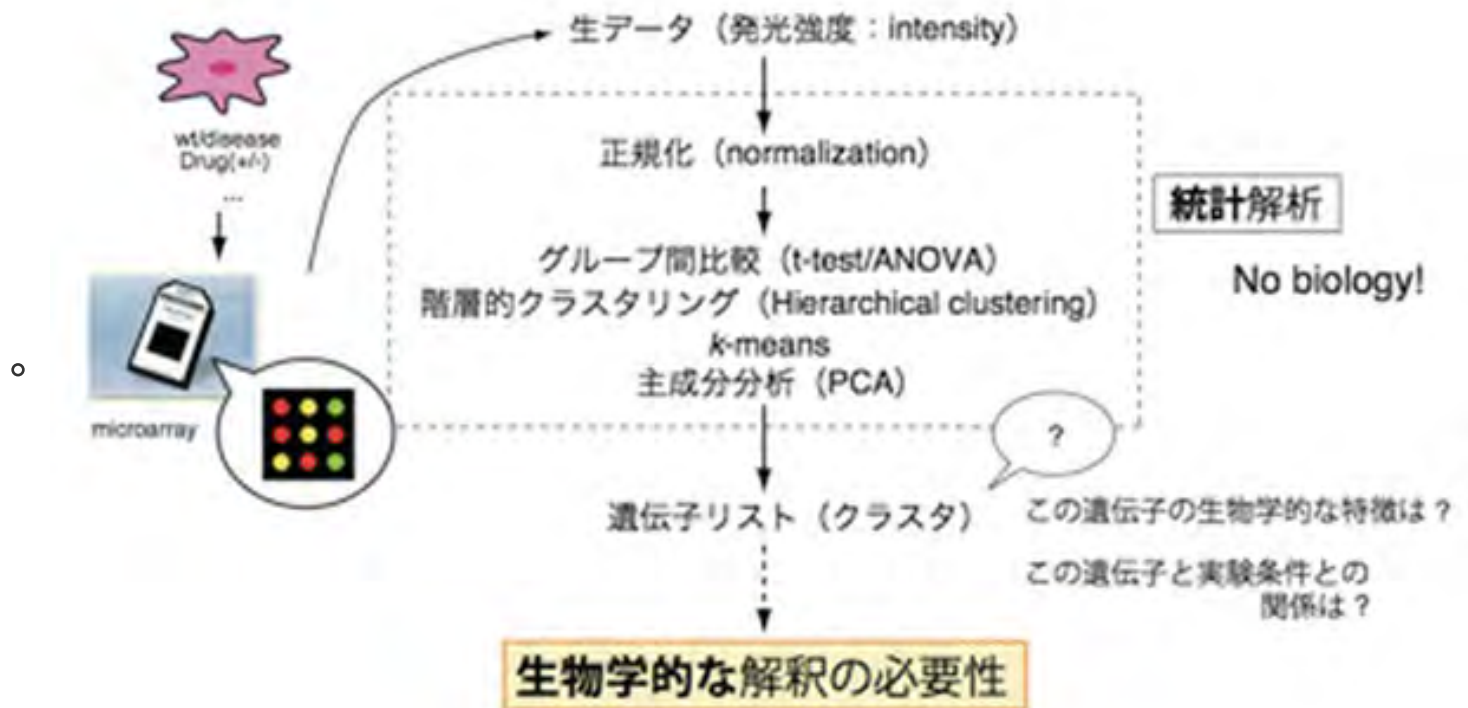 生データ（発光強度：intensity）
wt/disease
Drug(+/-)
...
正規化（normalization）
統計解析
グループ間比較（t-test/ANOVA）
No biology!
階層的クラスタリング（Hierarchical clustering）
k-means
主成分分析（PCA）
microarray
?
遺伝子リスト（クラスタ）
この遺伝子の生物学的な特徴は？
この遺伝子と実験条件との
関係は？
生物学的な解釈の必要性